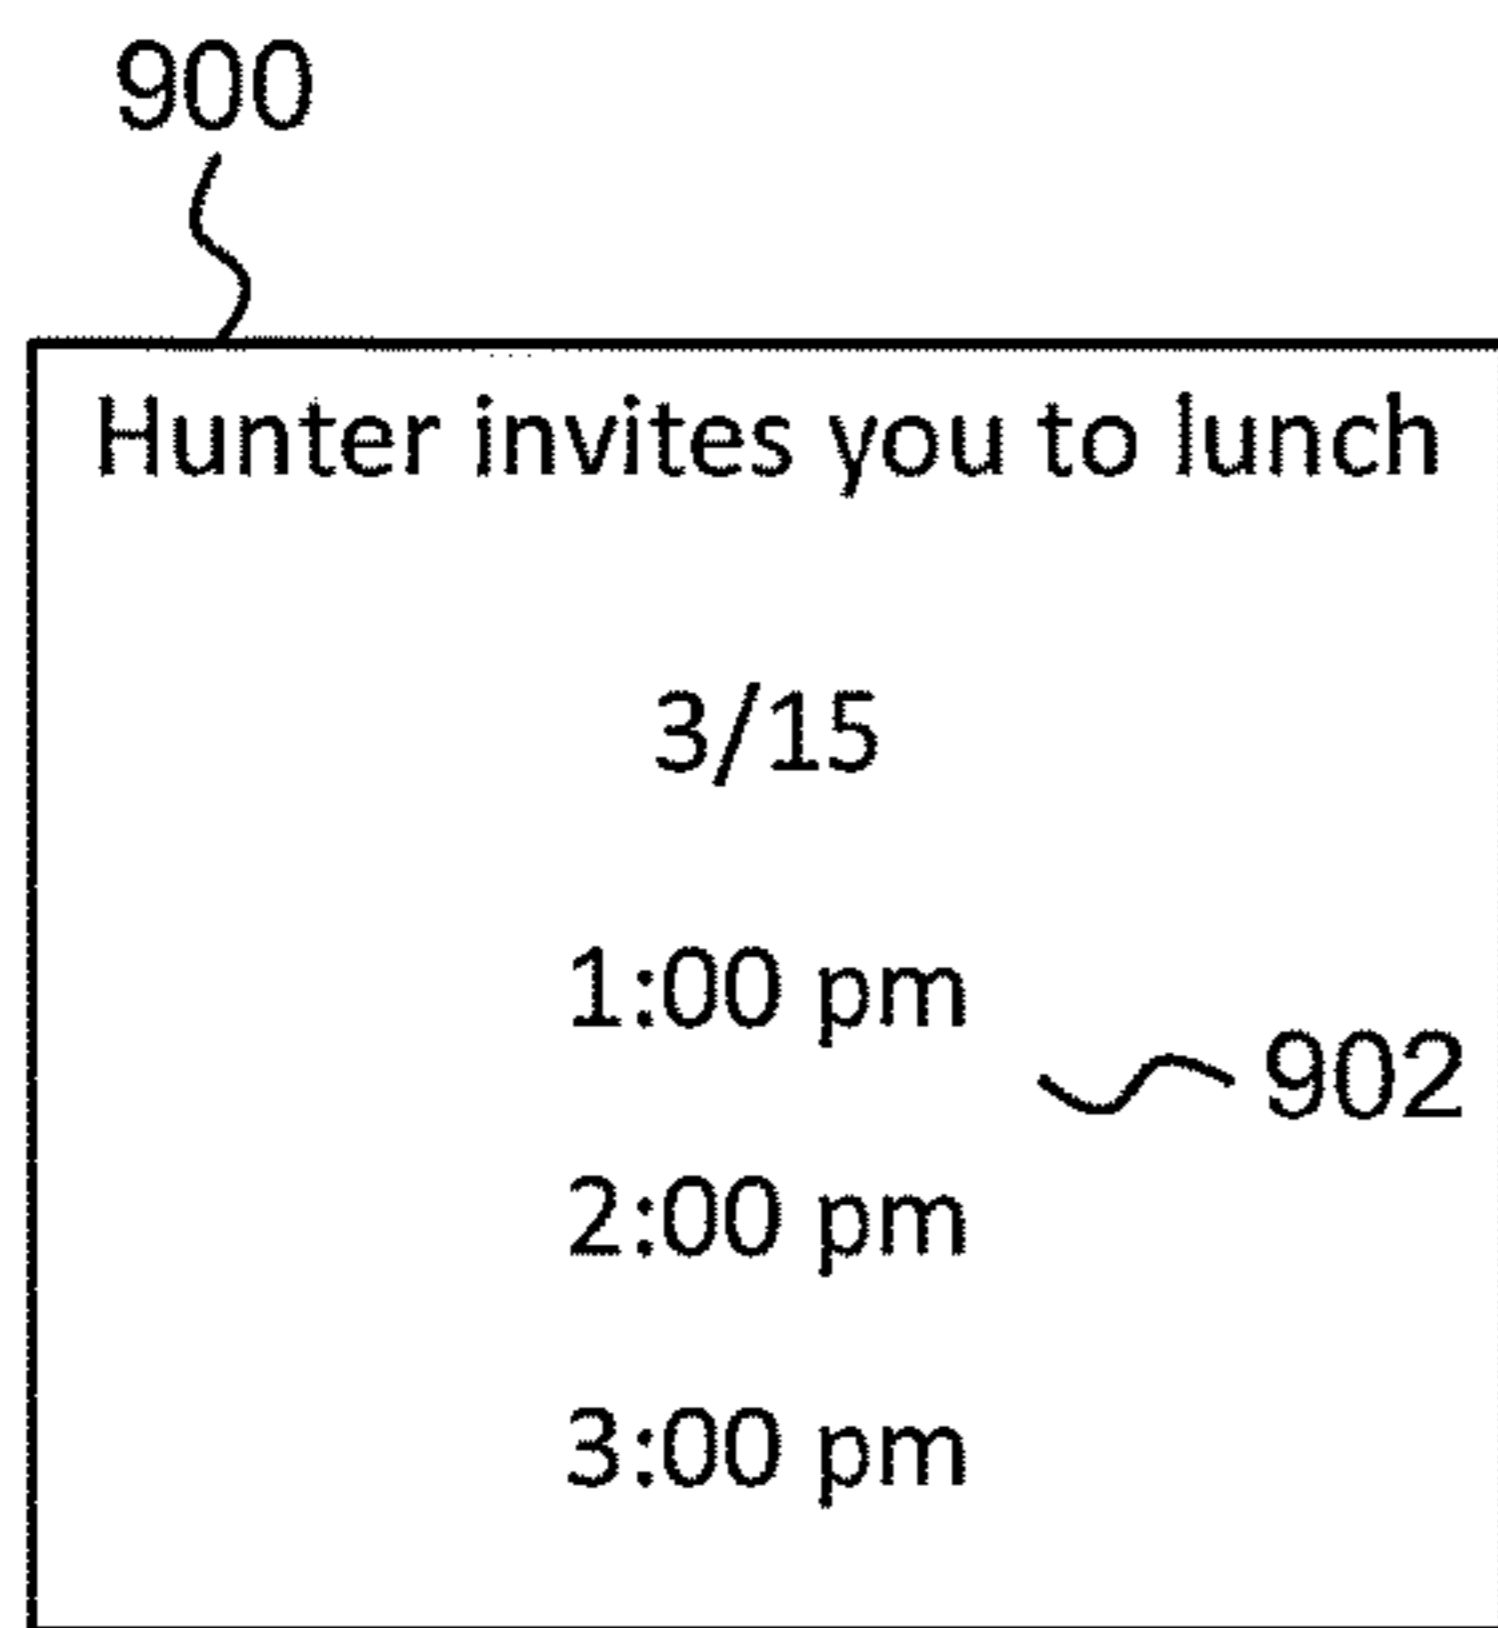 900
Hunter invites you to lunch
3/15
1:00 pm
902
2:00 pm
3:00 pm